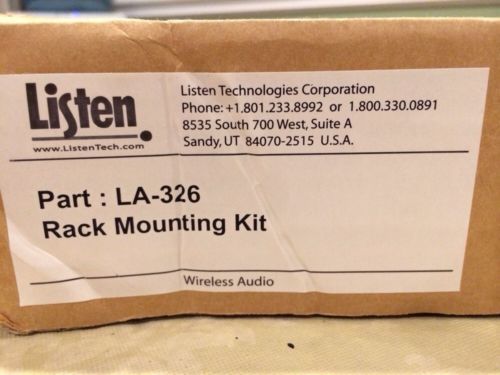 Listen
www.ListenTech.com
Listen Technologies Corporation
Phone: +1.801.233.8992 or 1.800.330.0891
8535 South 700 West, Suite A
Sandy, UT 84070-2515 U.S.A.
Part : LA-326
Rack Mounting Kit
Wireless Audio